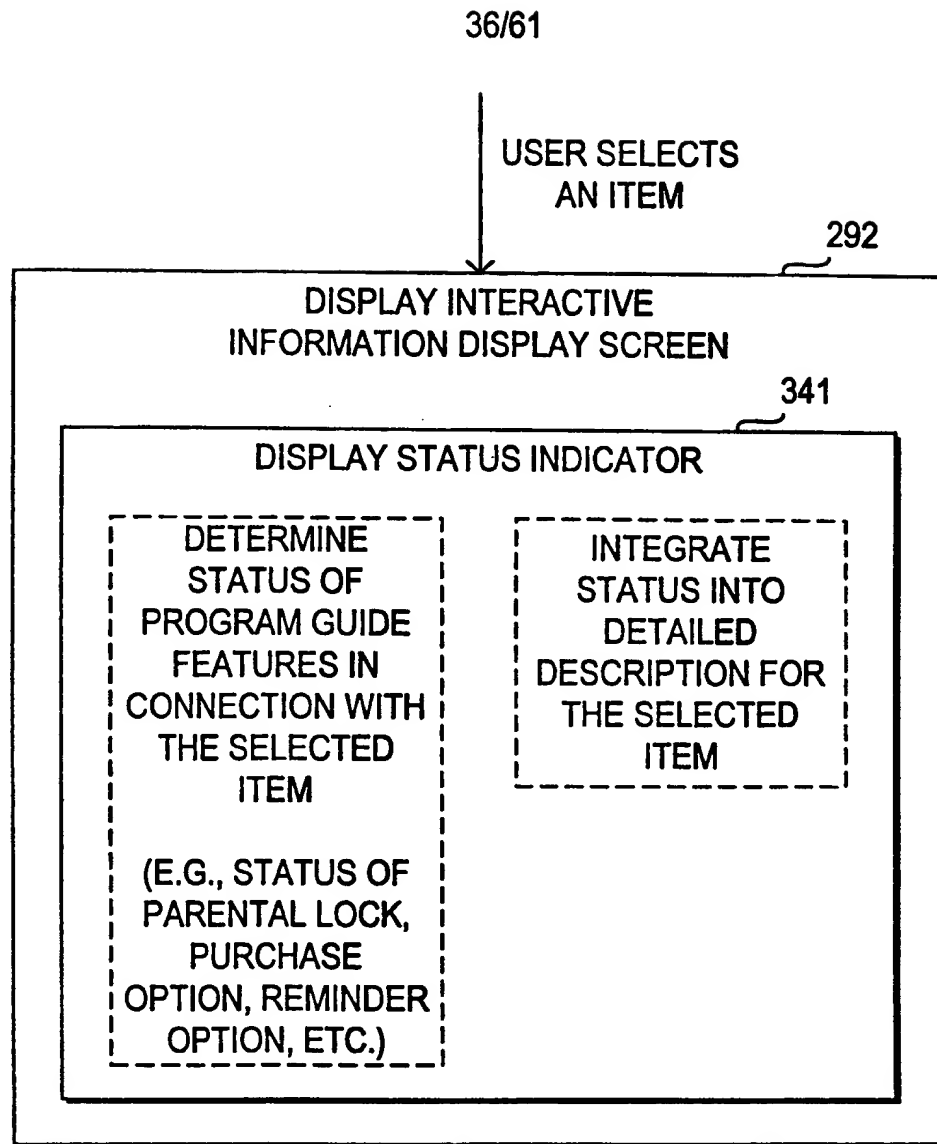 36/61
USER SELECTS
AN ITEM
292
DISPLAY INTERACTIVE
INFORMATION DISPLAY SCREEN
341
DISPLAY STATUS INDICATOR
DETERMINE
STATUS OF
PROGRAM GUIDE
FEATURES IN
CONNECTION WITH
THE SELECTED
ITEM
(E.G., STATUS OF
PARENTAL LOCK,
PURCHASE
OPTION, REMINDER
OPTION, ETC.)
INTEGRATE
STATUS INTO
DETAILED
DESCRIPTION FOR
THE SELECTED
ITEM